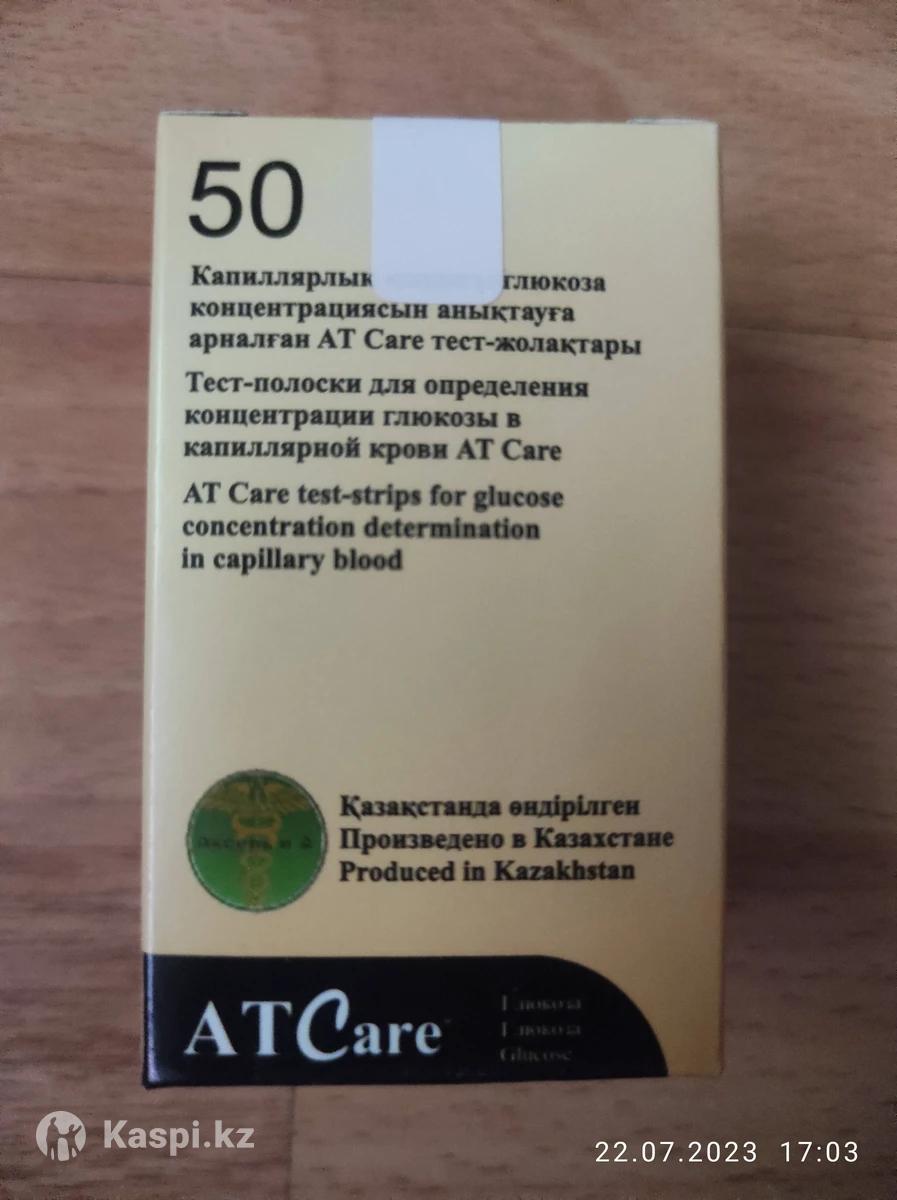 50
Капиллярлық глюкоза
концентрациясын анықтауға
арналған AT Care тест-жолақтары
Тест-полоски для определения
концентрации глюкозы в
капиллярной крови AT Care
AT Care test-strips for glucose
concentration determination
in capillary blood
Қазақстанда өндірілген
Произведено в Казахстане
Produced in Kazakhstan
ATCare
Глюкоза
Глюкоза
Glucose
Kaspi.kz
22.07.2023 17:03